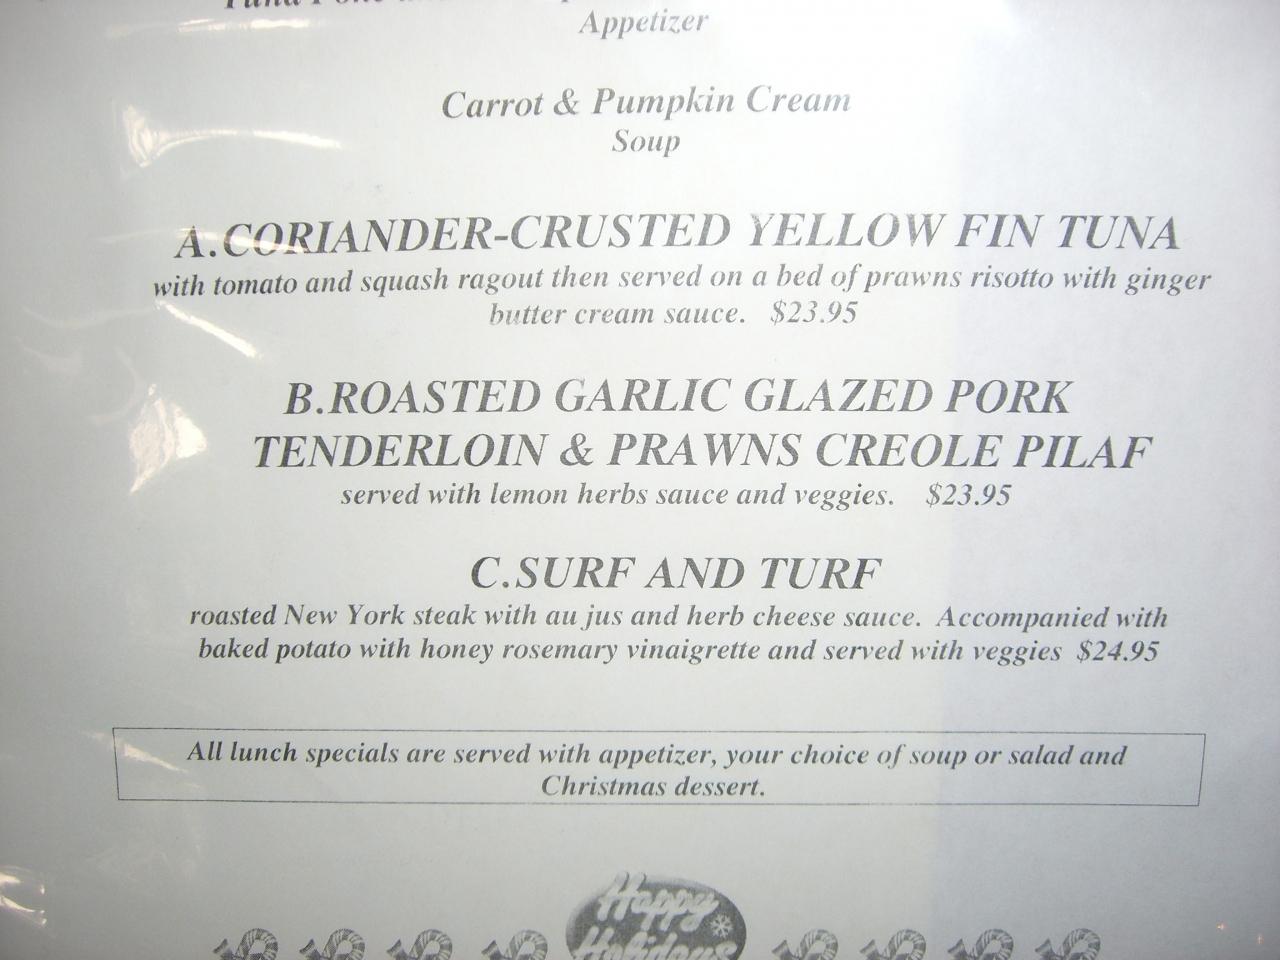 Appetizer
Carrot & Pumpkin Cream
Soup
A.CORIANDER-CRUSTED YELLOW FIN TUNA
with tomato and squash ragout then served on a bed of prawns risotto with ginger
butter cream sauce. $23.95
B.ROASTED GARLIC GLAZED PORK
TENDERLOIN & PRAWNS CREOLE PILAF
served with lemon herbs sauce and veggies. $23.95
C.SURF AND TURF
roasted New York steak with au jus and herb cheese sauce. Accompanied with
baked potato with honey rosemary vinaigrette and served with veggies $24.95
All lunch specials are served with appetizer, your choice of soup or salad and
Christmas dessert.
Happy
Holidays